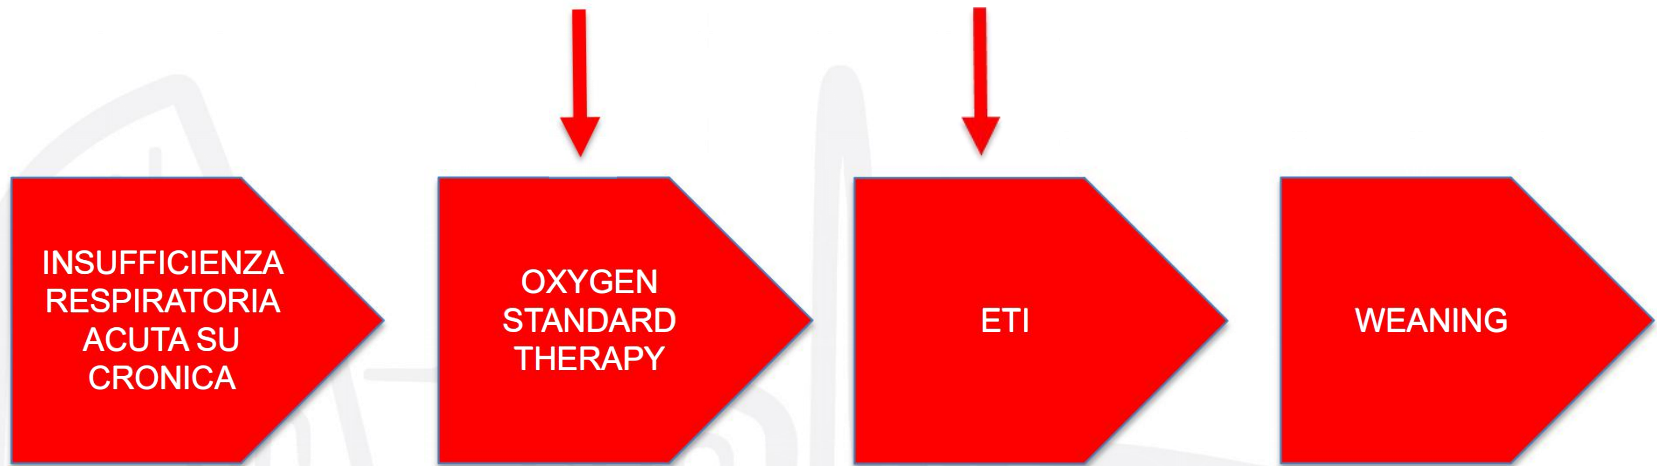 INSUFFICIENZA
RESPIRATORIA
ACUTA SU
CRONICA
OXYGEN
STANDARD
THERAPY
ETI
WEANING